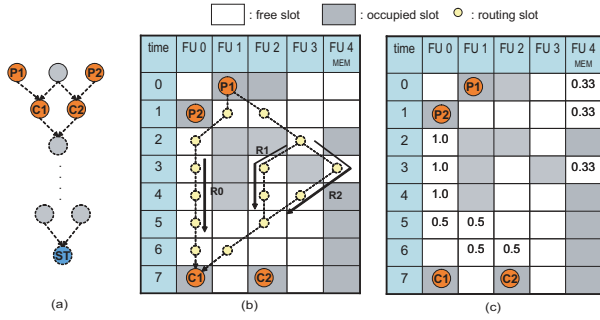 : free slot : occupied slot : routing slot
P1 P2
C1 C2
ST
(a)
time FU 0 FU 1 FU 2 FU 3 FU 4 MEM
0 P1
1 P2
2 R1
3
4 R0 R2
5
6
7 C1 C2
(b)
time FU 0 FU 1 FU 2 FU 3 FU 4 MEM
0 P1 0.33
1 P2 0.33
2 1.0
3 1.0 0.33
4 1.0
5 0.5 0.5
6 0.5 0.5
7 C1 C2
(c)